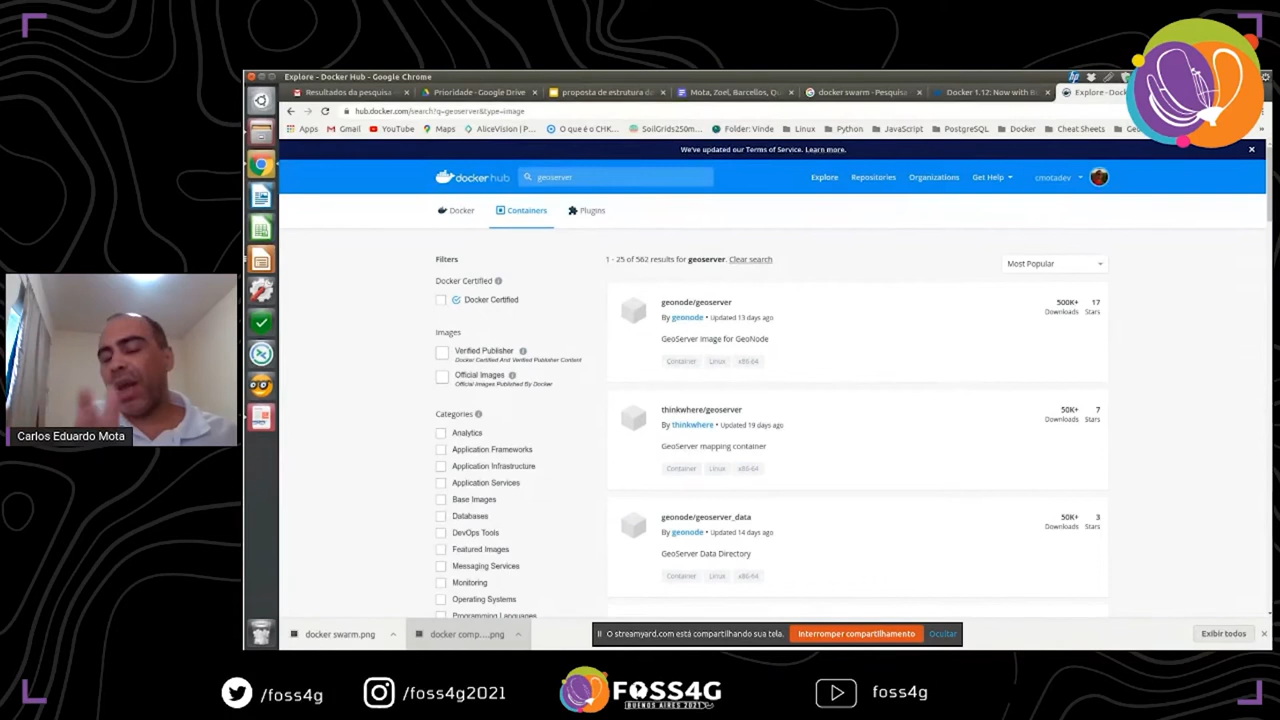 Explore - Docker Hub - Google Chrome
Resultados da pesquisa
Prioridade - Google Drive
proposta de estrutura do
Mota, Zoel, Barcellos, Qu
docker swarm - Pesquisa
Docker 1.12: Now with B
Explore - Do
hub.docker.com/search?q=geoserver&type=image
Apps
Gmail
YouTube
Maps
AliceVision |
O que é o CHK...
SoilGrids250m...
Folder: Vinde
Linux
Python
JavaScript
PostgreSQL
Docker
Cheat Sheets
We've updated our Terms of Service. Learn more.
docker hub
geoserver
Explore
Repositories
Organizations
Get Help
cmotadev
Docker
Containers
Plugins
Filters
1 - 25 of 562 results for geoserver. Clear search
Most Popular
Docker Certified
Docker Certified
Images
Verified Publisher
Docker Certified And Verified Publisher Content
Official Images
Official Images Published By Docker
Categories
Analytics
Application Frameworks
Application Infrastructure
Application Services
Base Images
Databases
DevOps Tools
Featured Images
Messaging Services
Monitoring
Operating Systems
Programming Languages
geonode/geoserver
By geonode • Updated 13 days ago
GeoServer Image for GeoNode
Container Linux x86-64
500K+ 17
Downloads Stars
thinkwhere/geoserver
By thinkwhere • Updated 19 days ago
GeoServer mapping container
Container Linux x86-64
50K+ 7
Downloads Stars
geonode/geoserver_data
By geonode • Updated 14 days ago
GeoServer Data Directory
Container Linux x86-64
50K+ 3
Downloads Stars
Carlos Eduardo Mota
docker swarm.png
docker comp....png
O streamyard.com está compartilhando sua tela.
Interromper compartilhamento
Ocultar
Exibir todos
/foss4g
/foss4g2021
FOSS4G
BUENOS AIRES 2021
foss4g